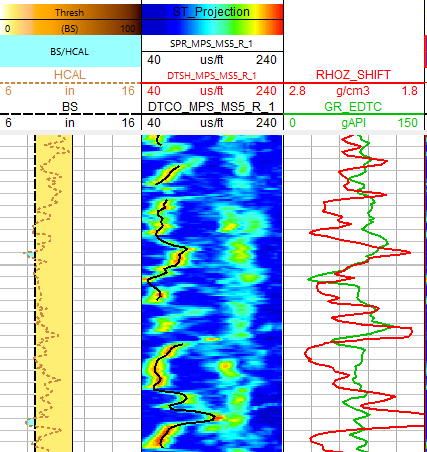 Thresh
0 (BS) 100
BS/HCAL
HCAL
6 in 16
BS
6 in 16
ST_Projection
SPR_MPS_MS5_R_1
40 us/ft 240
DTSH_MPS_MS5_R_1
40 us/ft 240
DTCO_MPS_MS5_R_1
40 us/ft 240
RHOZ_SHIFT
2.8 g/cm3 1.8
GR_EDTC
0 gAPI 150